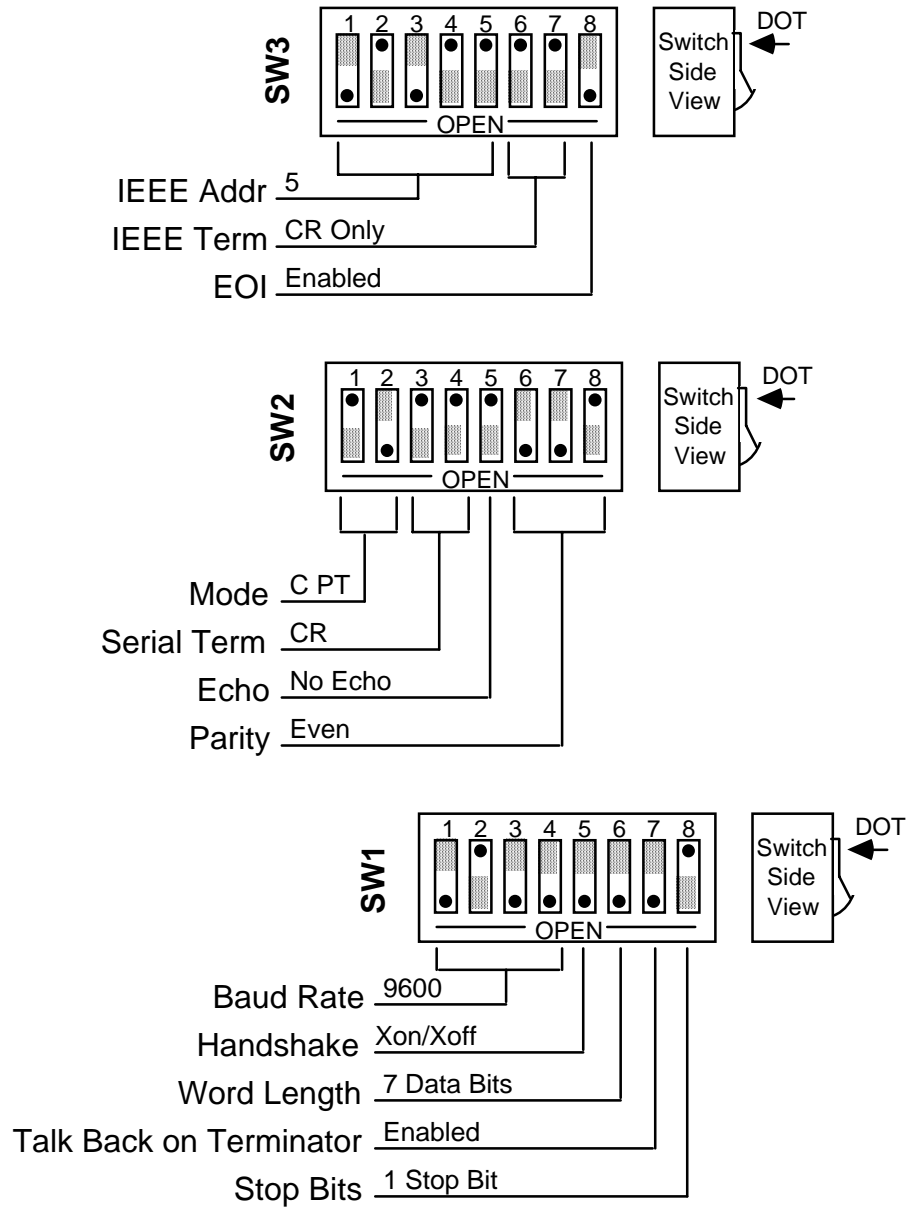 SW3
1 2 3 4 5 6 7 8
OPEN
Switch
Side
View
DOT
IEEE Addr 5
IEEE Term CR Only
EOI Enabled
SW2
1 2 3 4 5 6 7 8
OPEN
Switch
Side
View
DOT
Mode C PT
Serial Term CR
Echo No Echo
Parity Even
SW1
1 2 3 4 5 6 7 8
OPEN
Switch
Side
View
DOT
Baud Rate 9600
Handshake Xon/Xoff
Word Length 7 Data Bits
Talk Back on Terminator Enabled
Stop Bits 1 Stop Bit